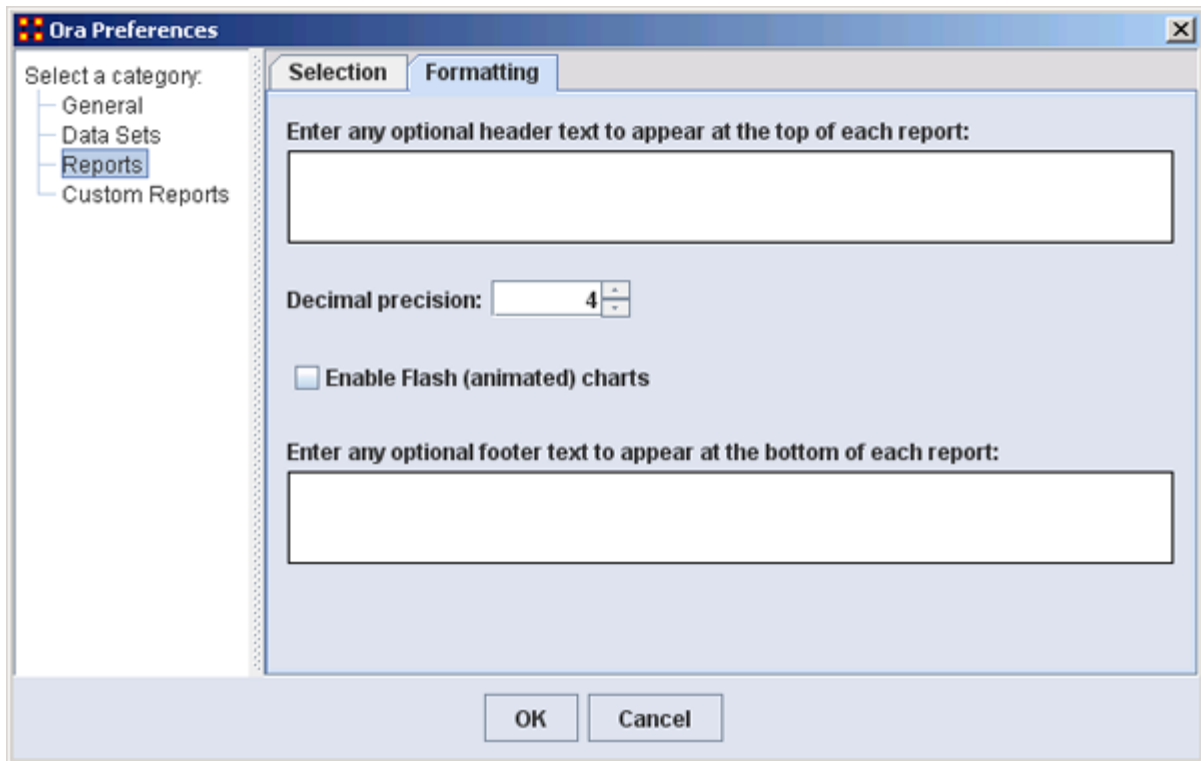 Ora Preferences
Select a category:
General
Data Sets
Reports
Custom Reports
Selection
Formatting
Enter any optional header text to appear at the top of each report:
Decimal precision: 4
Enable Flash (animated) charts
Enter any optional footer text to appear at the bottom of each report:
OK
Cancel